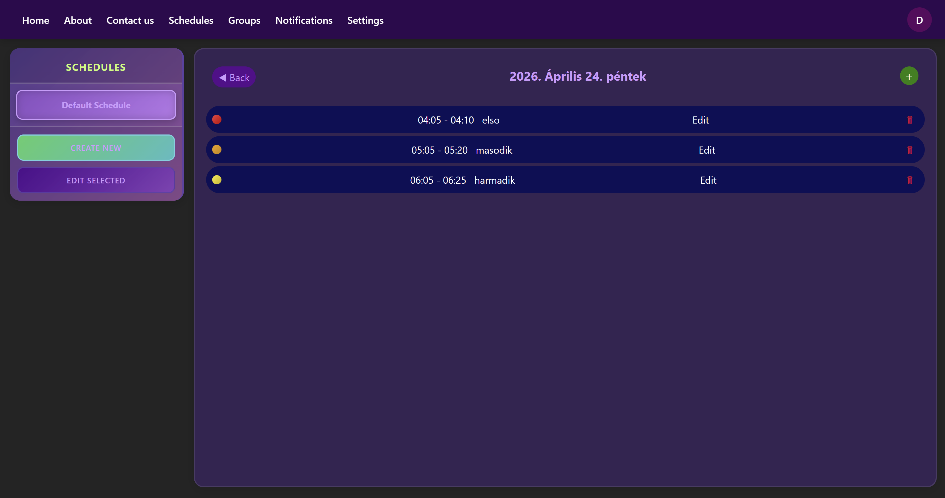 Home About Contact us Schedules Groups Notifications Settings D
SCHEDULES
Default Schedule
CREATE NEW
EDIT SELECTED
◀ Back 2026. Április 24. péntek +
04:05 - 04:10 elso Edit
05:05 - 05:20 masodik Edit
06:05 - 06:25 harmadik Edit